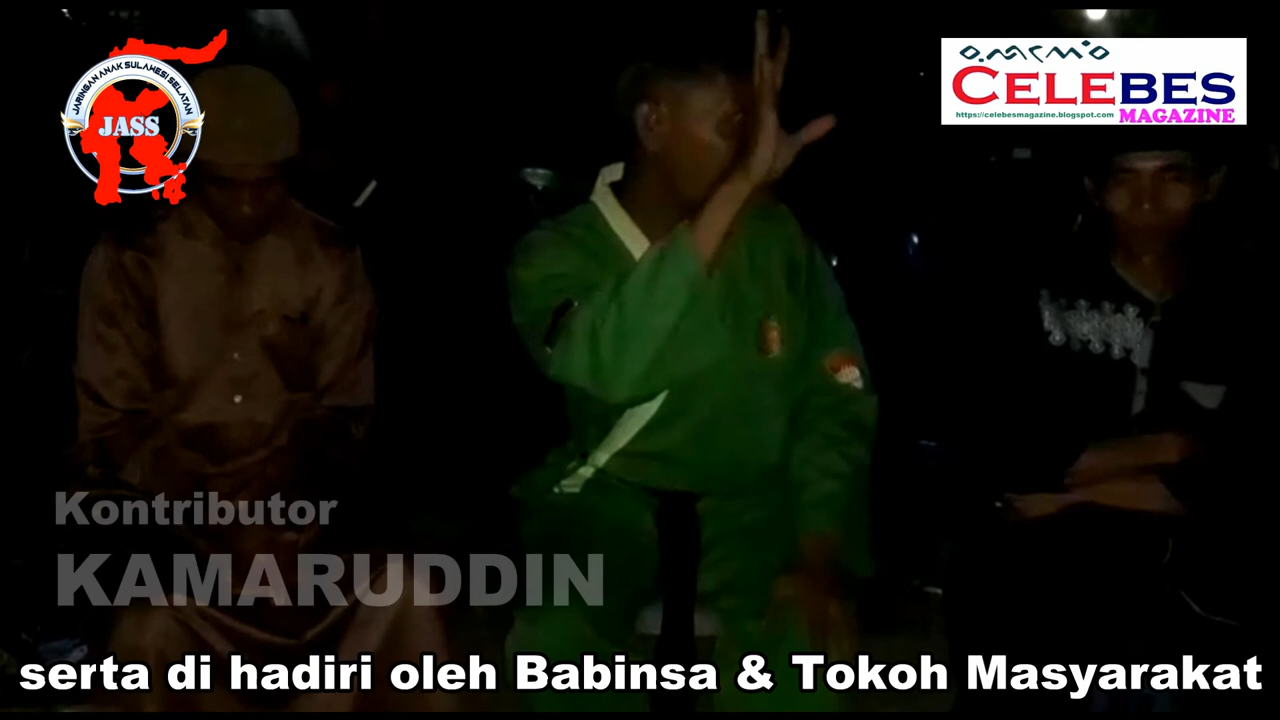 JARINGAN ANAK SULAWESI SELATAN
JASS
CELEBES
https://celebesmagazine.blogspot.com
MAGAZINE
Kontributor
KAMARUDDIN
serta di hadiri oleh Babinsa & Tokoh Masyarakat